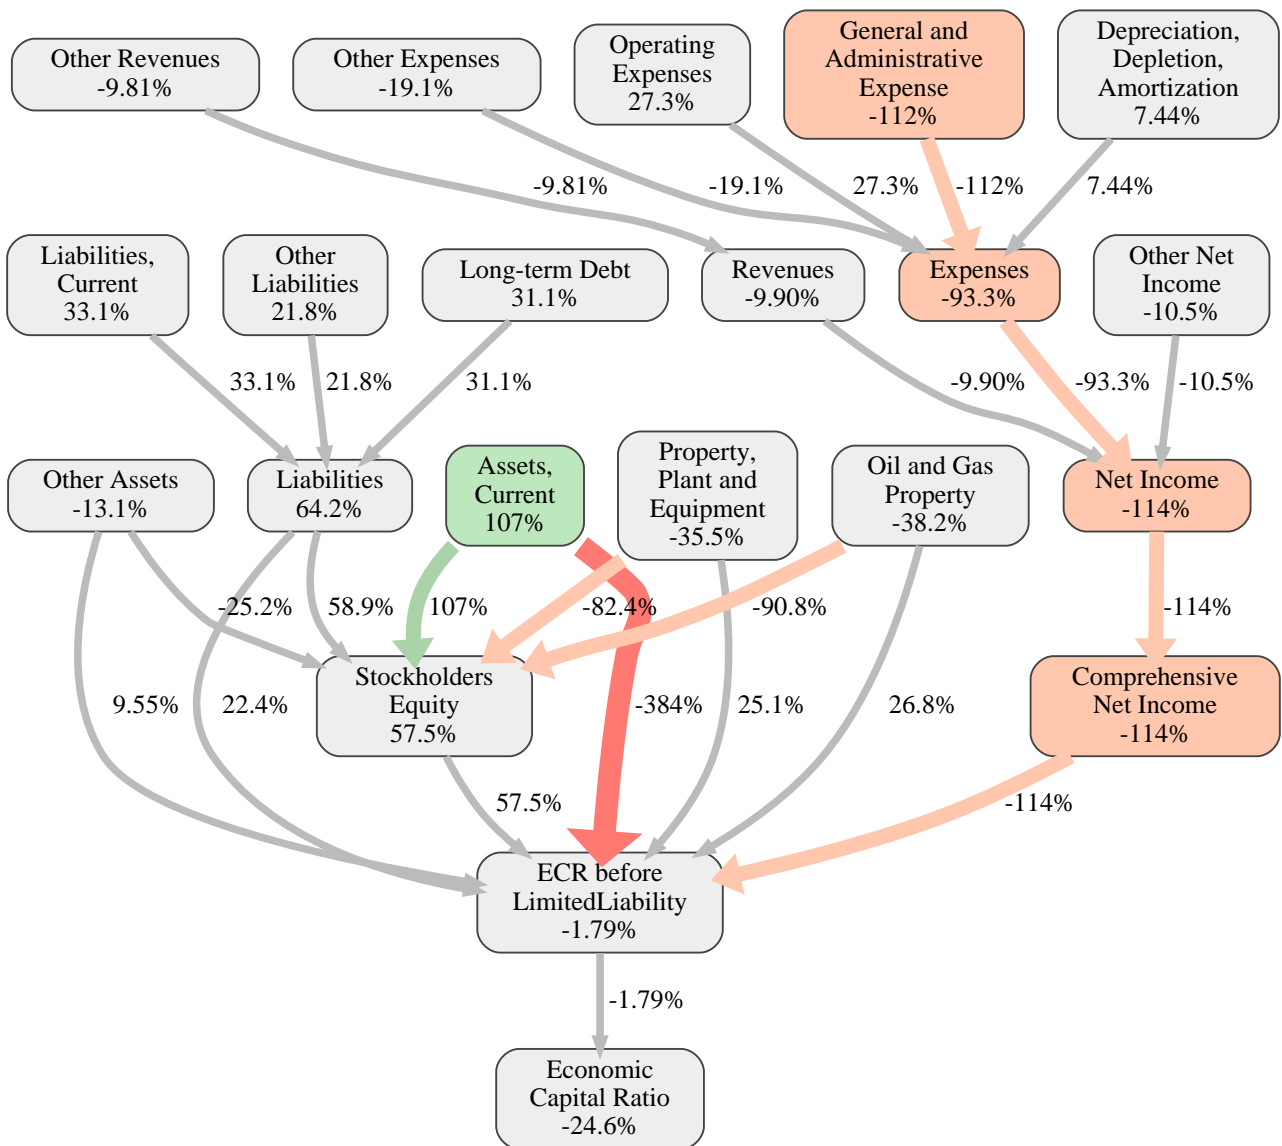 Other Revenues
-9.81%
Other Expenses
-19.1%
Operating
Expenses
27.3%
General and
Administrative
Expense
-112%
Depreciation,
Depletion,
Amortization
7.44%
-9.81%
-19.1%
27.3%
-112%
7.44%
Liabilities,
Current
33.1%
Other
Liabilities
21.8%
Long-term Debt
31.1%
Revenues
-9.90%
Expenses
-93.3%
Other Net
Income
-10.5%
33.1%
21.8%
31.1%
-9.90%
-93.3%
-10.5%
Other Assets
-13.1%
Liabilities
64.2%
Assets,
Current
107%
Property,
Plant and
Equipment
-35.5%
Oil and Gas
Property
-38.2%
Net Income
-114%
-25.2%
58.9%
107%
-82.4%
-90.8%
-114%
Stockholders
Equity
57.5%
Comprehensive
Net Income
-114%
9.55%
22.4%
-384%
25.1%
26.8%
57.5%
-114%
ECR before
LimitedLiability
-1.79%
-1.79%
Economic
Capital Ratio
-24.6%